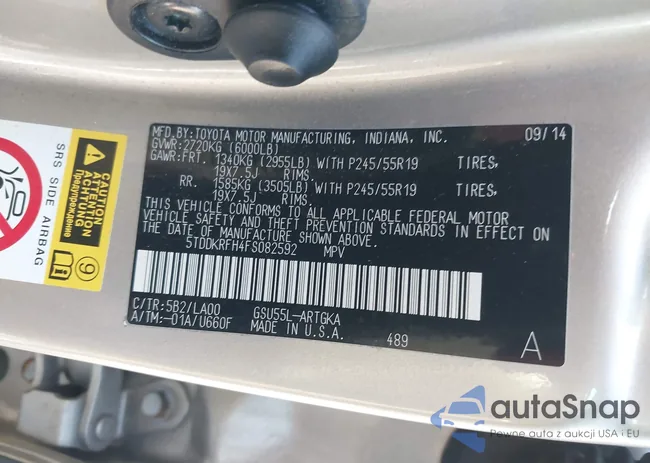 MFD.BY:TOYOTA MOTOR MANUFACTURING, INDIANA, INC. 09/14
GVWR:2720KG (6000LB)
GAWR:FRT. 1340KG (2955LB) WITH P245/55R19 TIRES,
19X7.5J RIMS.
RR. 1585KG (3505LB) WITH P245/55R19 TIRES,
19X7.5J RIMS.
THIS VEHICLE CONFORMS TO ALL APPLICABLE FEDERAL MOTOR
VEHICLE SAFETY AND THEFT PREVENTION STANDARDS IN EFFECT ON
THE DATE OF MANUFACTURE SHOWN ABOVE.
5TDDKRFH4FS082592 MPV
C/TR:5B2/LA00 GSU55L-ARTGKA
A/TM:-01A/U660F MADE IN U.S.A. 489
A
SRS SIDE AIRBAG
Предупреждение
CAUTION
9
autaSnap
Pewne auta z aukcji USA i EU